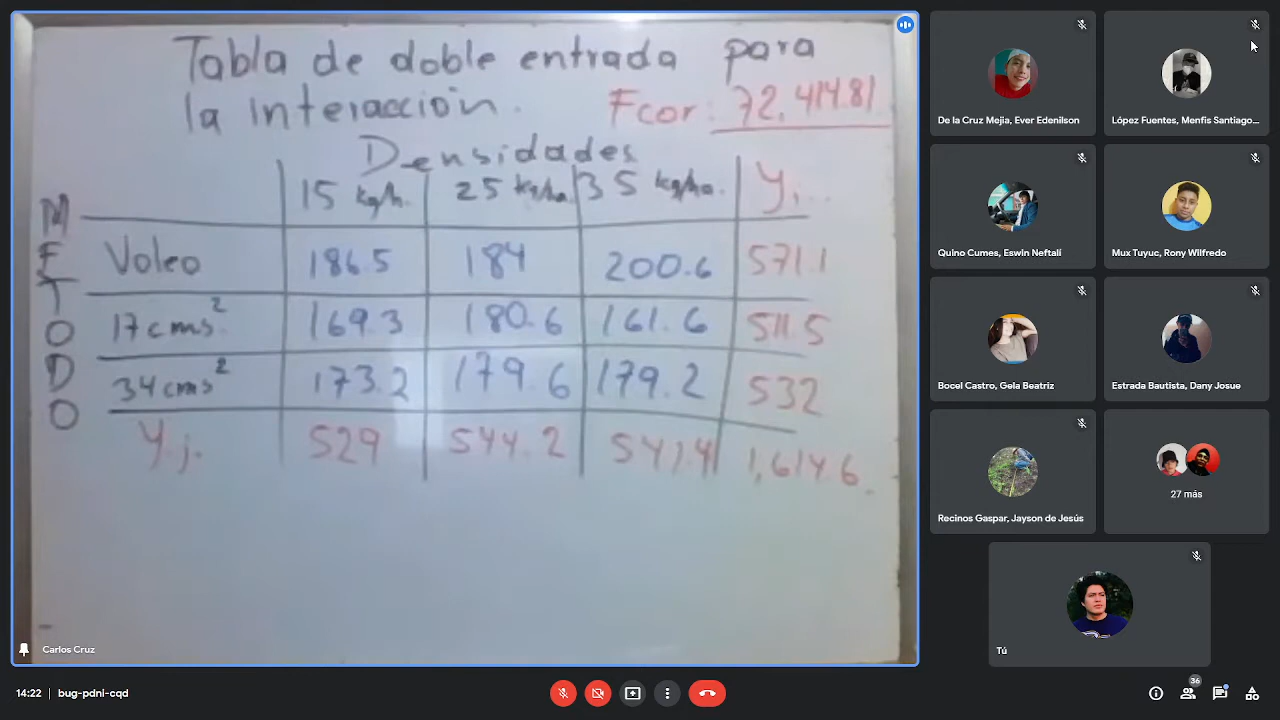 Tabla de doble entrada para
la interacción. Fcor: 72,414.81
Densidades
15 kg/h. 25 kg/ha. 35 kg/ha. Y...
METODO
Voleo 186.5 184 200.6 571.1
17 cms² 169.3 180.6 161.6 511.5
34 cms² 173.2 179.6 179.2 532
Y.j. 529 544.2 541.4 1,614.6
Carlos Cruz
De la Cruz Mejia, Ever Edenilson
López Fuentes, Menfis Santiago...
Quino Cumes, Eswin Neftalí
Mux Tuyuc, Rony Wilfredo
Bocel Castro, Gela Beatriz
Estrada Bautista, Dany Josue
Recinos Gaspar, Jayson de Jesús
27 más
Tú
14:22 | bug-pdnl-cqd
36